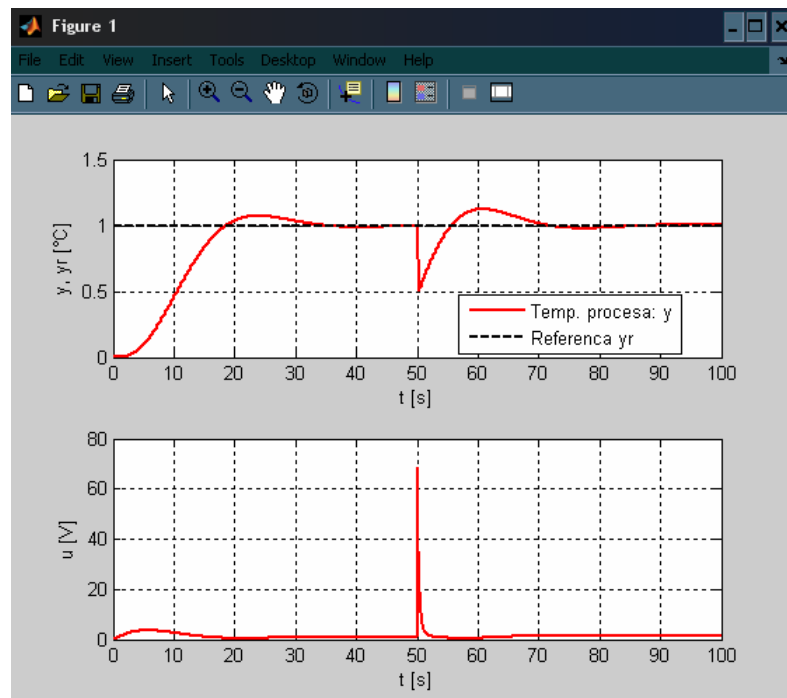 Figure 1
File Edit View Insert Tools Desktop Window Help
1.5
1
0.5
0
y, yr [°C]
Temp. procesa: y
Referenca yr
0 10 20 30 40 50 60 70 80 90 100
t [s]
80
60
40
20
0
u [V]
0 10 20 30 40 50 60 70 80 90 100
t [s]